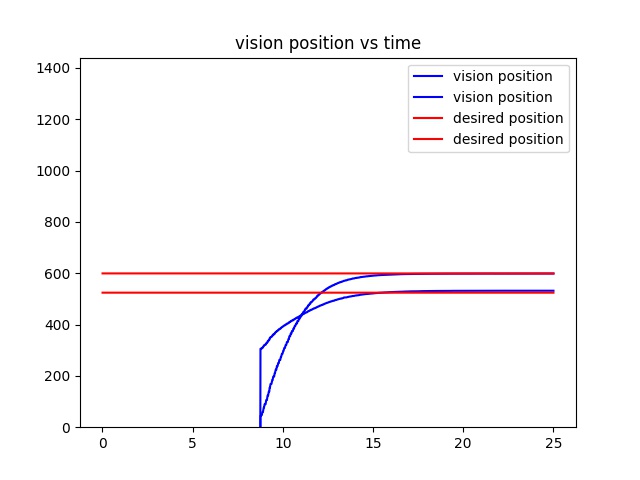 vision position vs time
1400
1200
1000
800
600
400
200
0
0 5 10 15 20 25
vision position
vision position
desired position
desired position